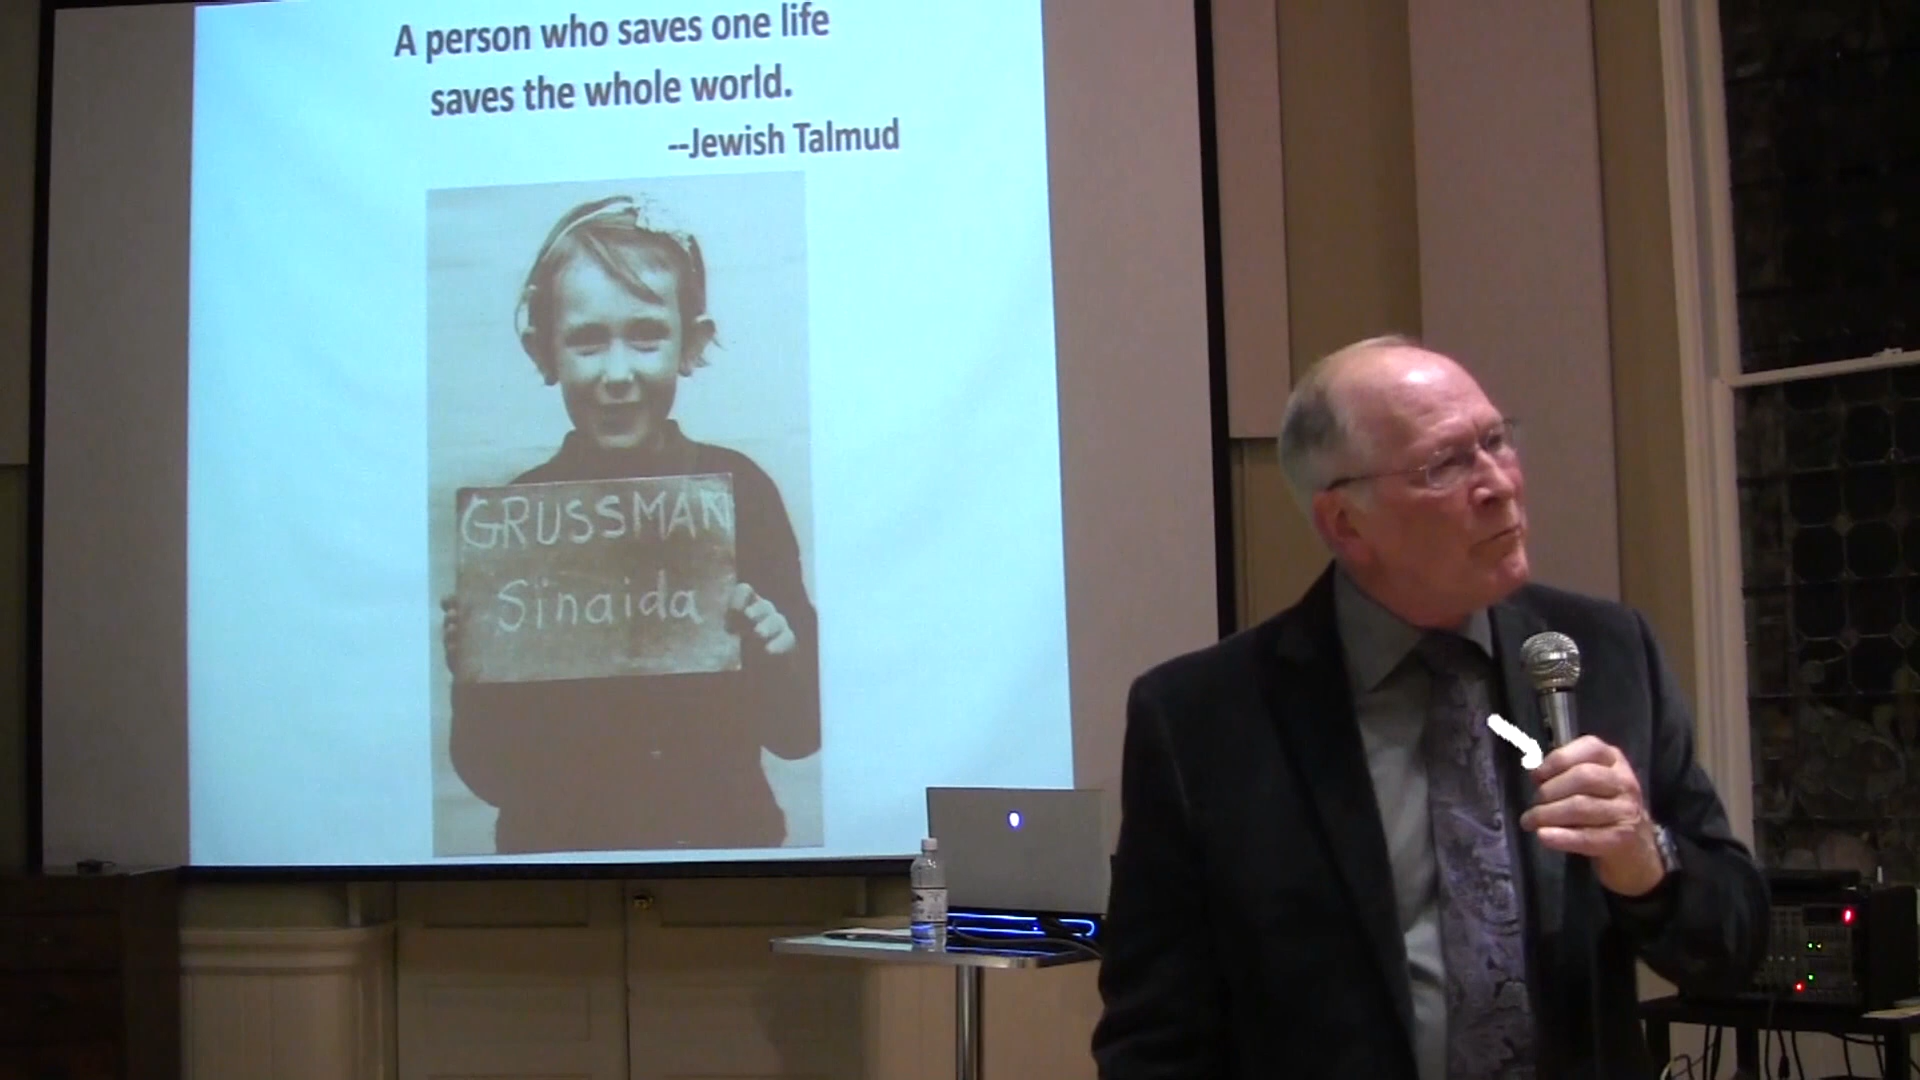 A person who saves one life
saves the whole world.
--Jewish Talmud
GRUSSMAN
Sinaida